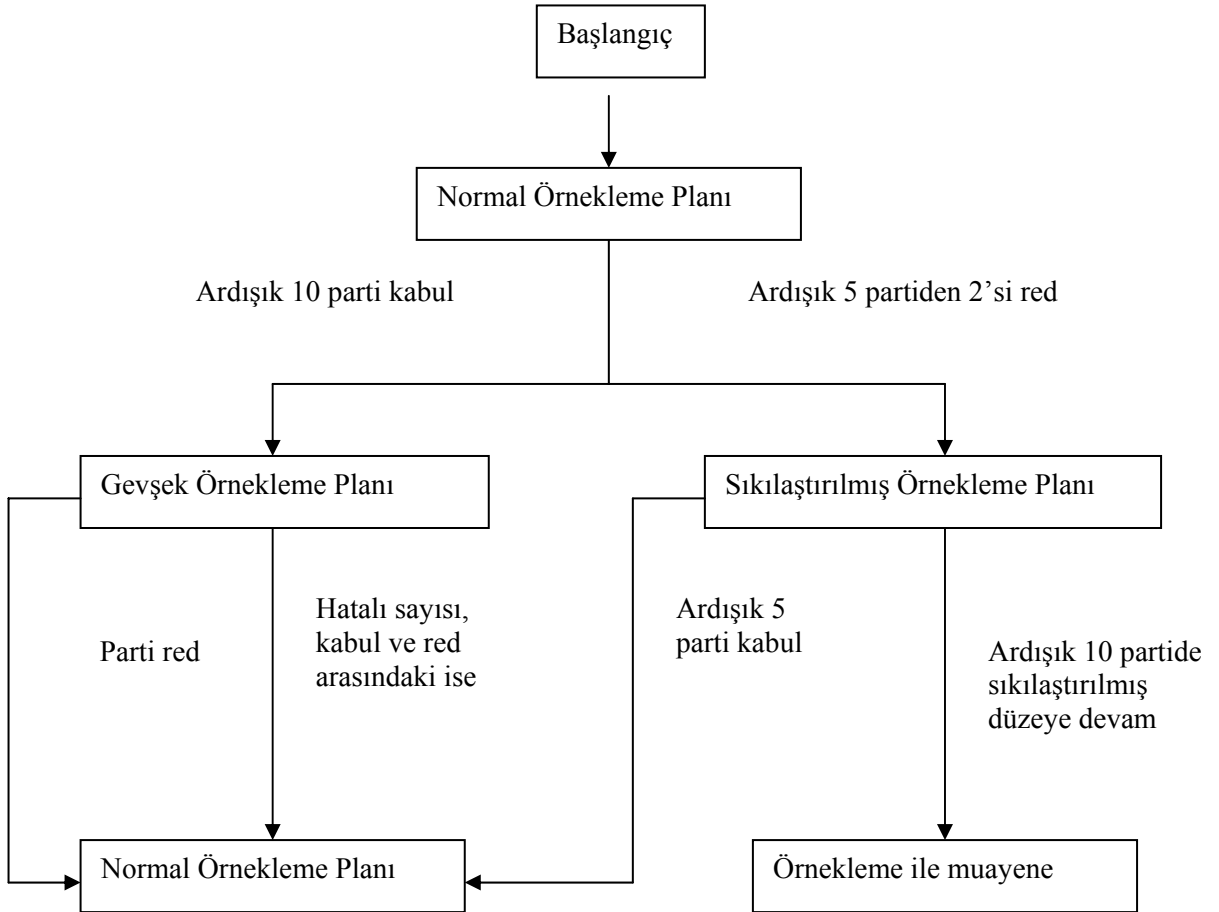 Başlangıç
Normal Örnekleme Planı
Ardışık 10 parti kabul
Ardışık 5 partiden 2’si red
Gevşek Örnekleme Planı
Sıkılaştırılmış Örnekleme Planı
Parti red
Hatalı sayısı,
kabul ve red
arasındaki ise
Ardışık 5
parti kabul
Ardışık 10 partide
sıkılaştırılmış
düzeye devam
Normal Örnekleme Planı
Örnekleme ile muayene